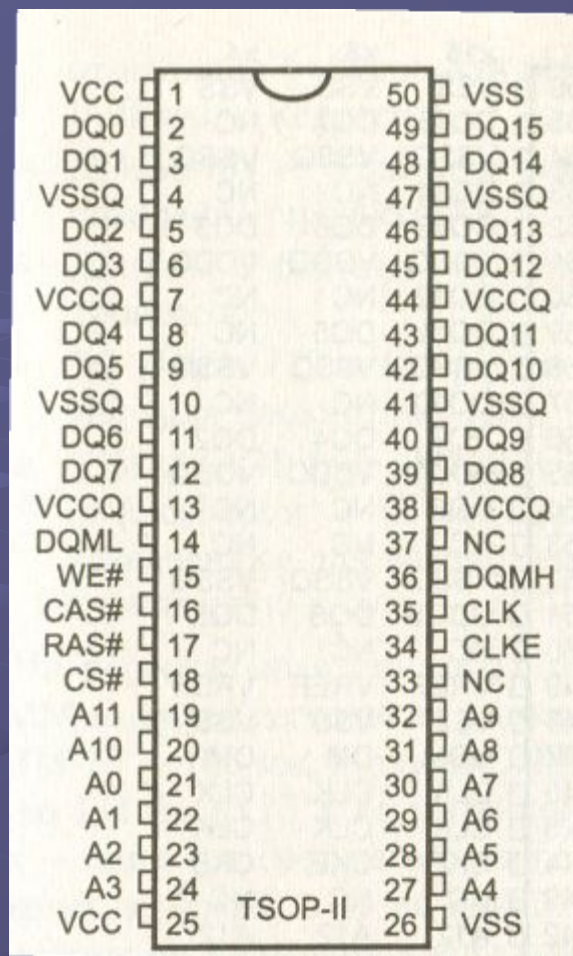 VCC 1 50 VSS
DQ0 2 49 DQ15
DQ1 3 48 DQ14
VSSQ 4 47 VSSQ
DQ2 5 46 DQ13
DQ3 6 45 DQ12
VCCQ 7 44 VCCQ
DQ4 8 43 DQ11
DQ5 9 42 DQ10
VSSQ 10 41 VSSQ
DQ6 11 40 DQ9
DQ7 12 39 DQ8
VCCQ 13 38 VCCQ
DQML 14 37 NC
WE# 15 36 DQMH
CAS# 16 35 CLK
RAS# 17 34 CLKE
CS# 18 33 NC
A11 19 32 A9
A10 20 31 A8
A0 21 30 A7
A1 22 29 A6
A2 23 28 A5
A3 24 27 A4
VCC 25 TSOP-II 26 VSS